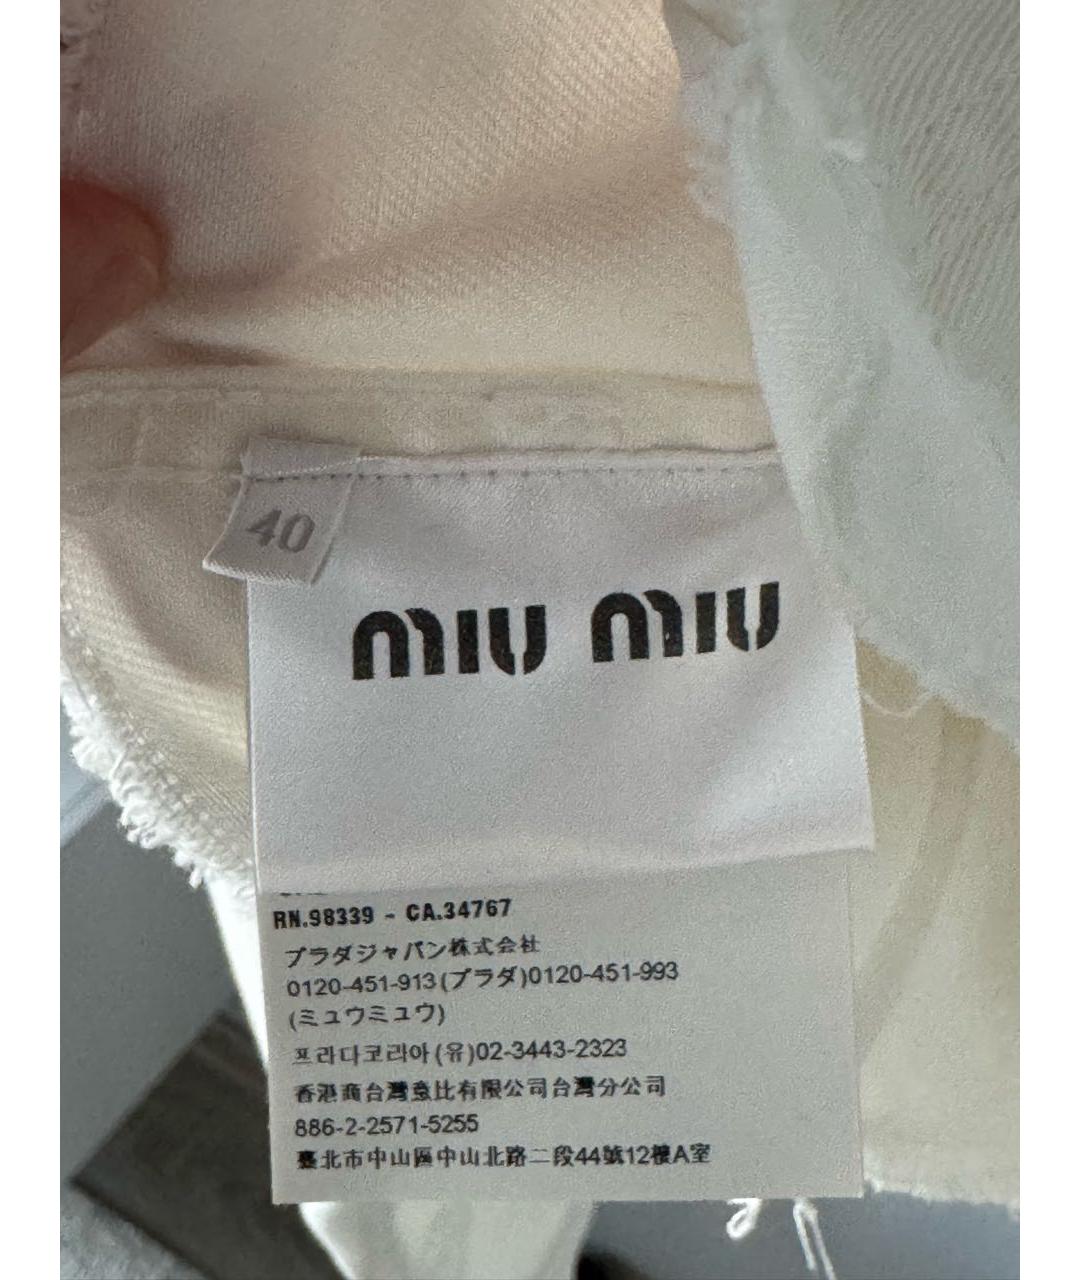 40
MIU MIU
RN.98339 - CA.34767
プラダジャパン株式会社
0120-451-913(プラダ)0120-451-993
(ミュウミュウ)
프라다코리아(유)02-3443-2323
香港商台灣意比有限公司台灣分公司
886-2-2571-5255
臺北市中山區中山北路二段44號12樓A室